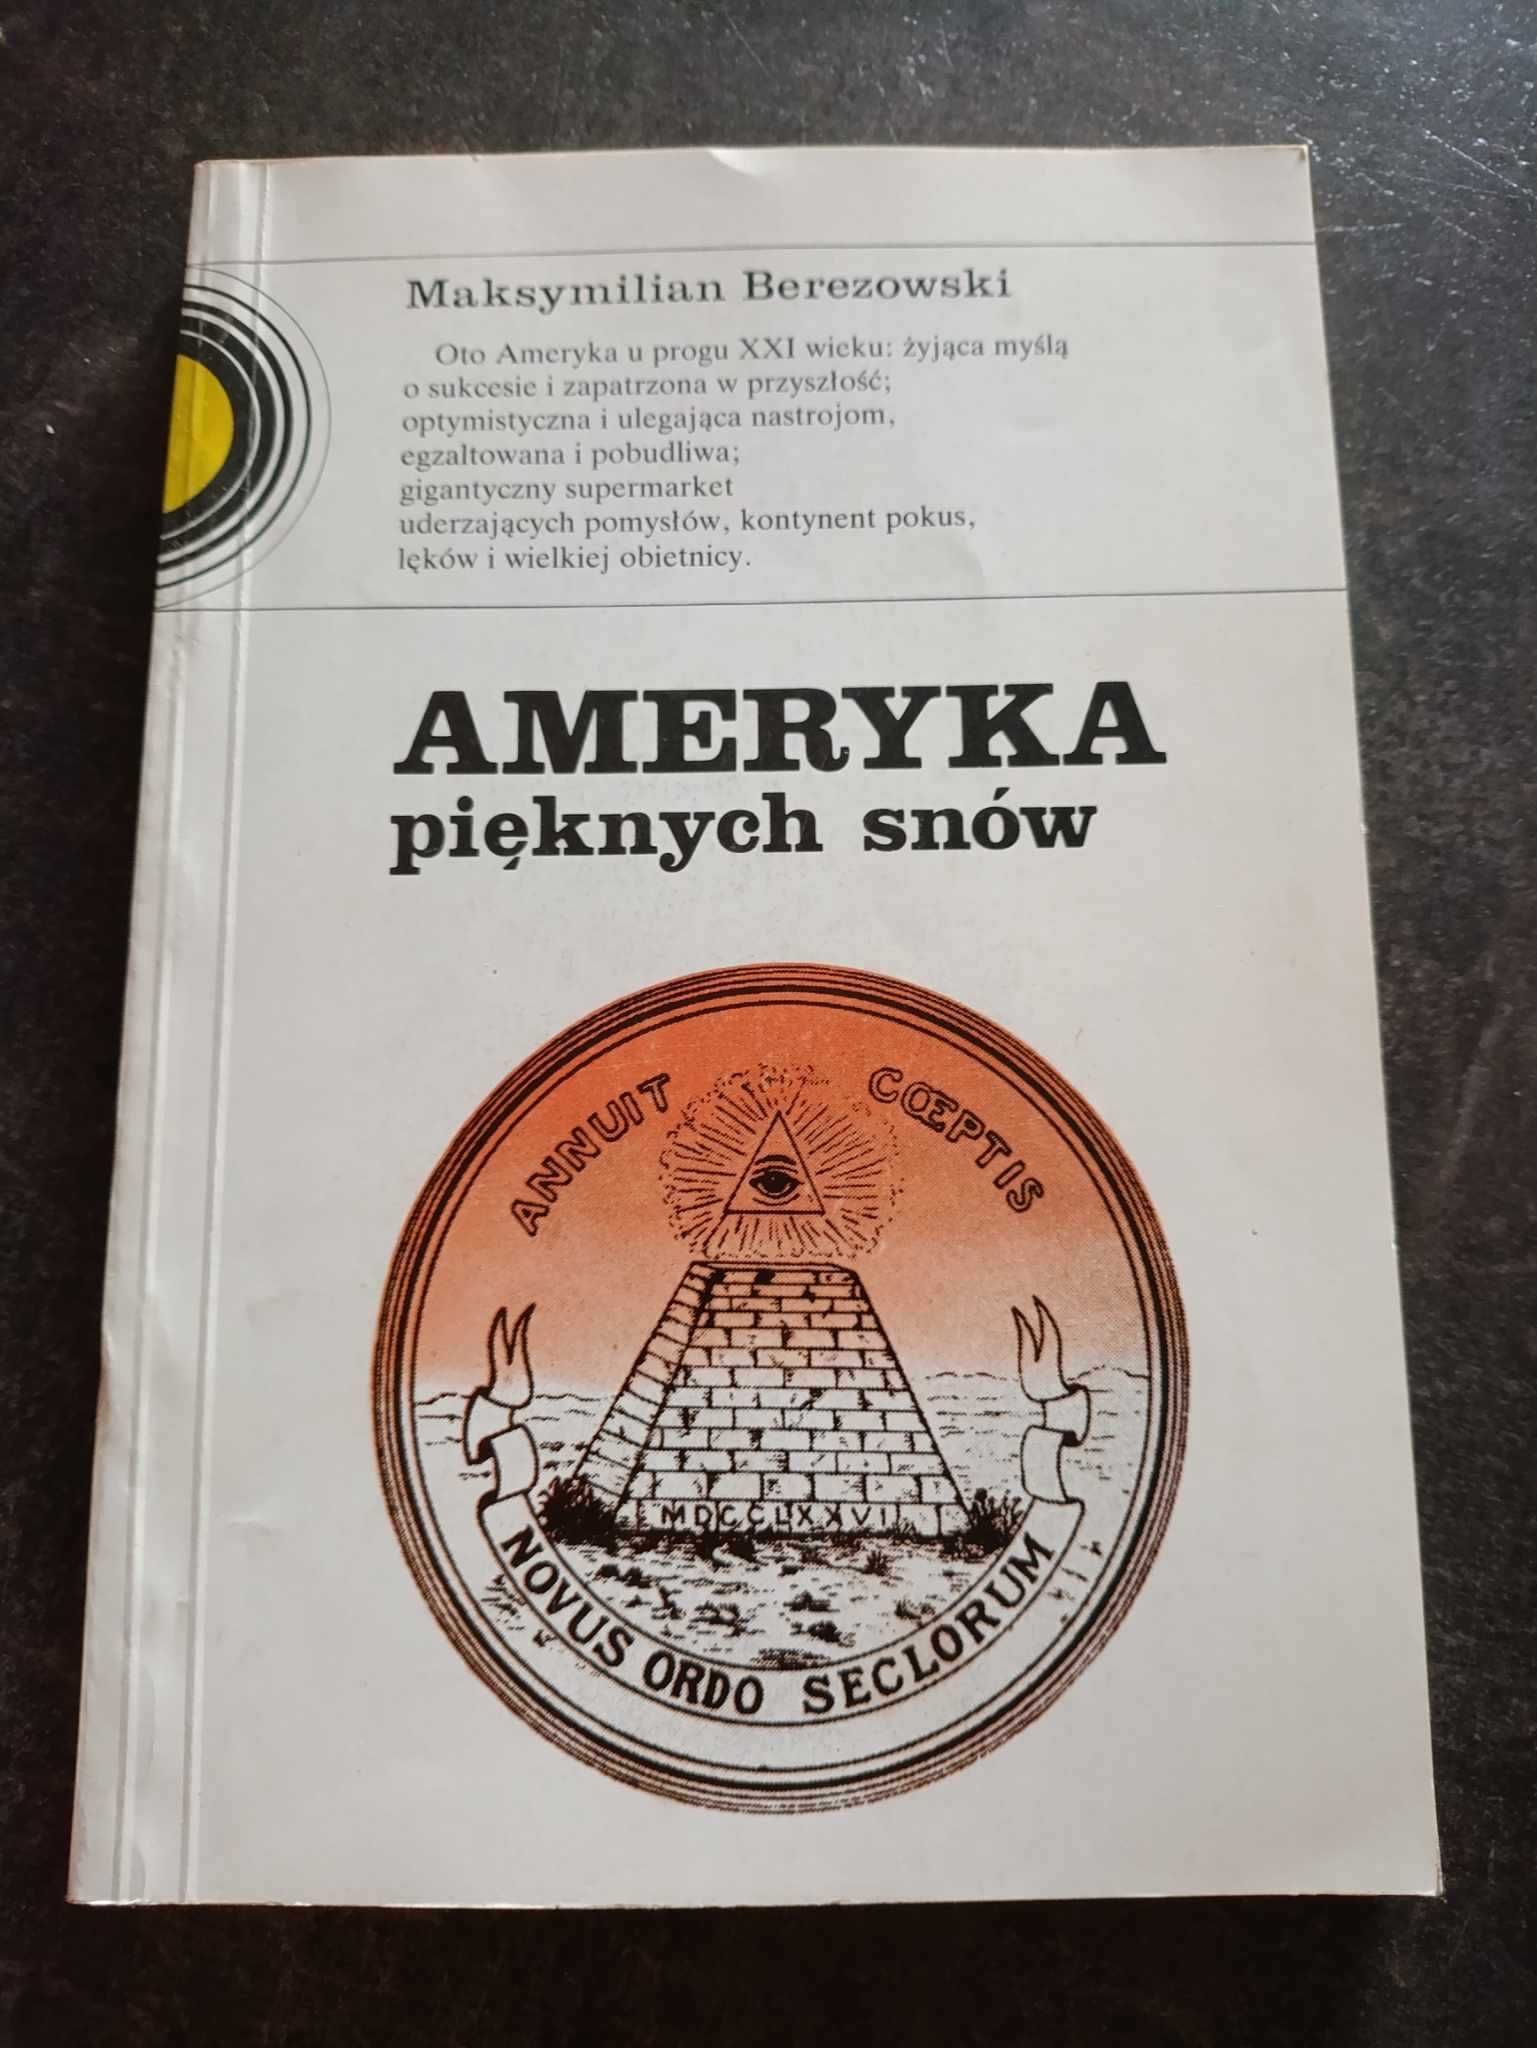 Maksymilian Berezowski
Oto Ameryka u progu XXI wieku: żyjąca myślą
o sukcesie i zapatrzona w przyszłość;
optymistyczna i ulegająca nastrojom,
egzaltowana i pobudliwa;
gigantyczny supermarket
uderzających pomysłów, kontynent pokus,
lęków i wielkiej obietnicy.
AMERYKA
pięknych snów
ANNUIT CŒPTIS
MDCCLXXVI
NOVUS ORDO SECLORUM